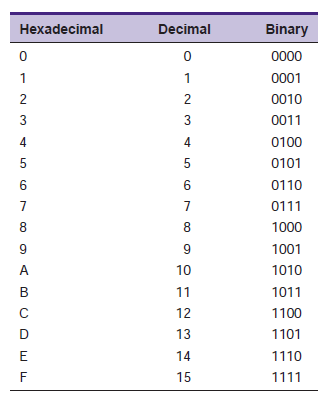 Hexadecimal Decimal Binary
0 0 0000
1 1 0001
2 2 0010
3 3 0011
4 4 0100
5 5 0101
6 6 0110
7 7 0111
8 8 1000
9 9 1001
A 10 1010
B 11 1011
C 12 1100
D 13 1101
E 14 1110
F 15 1111